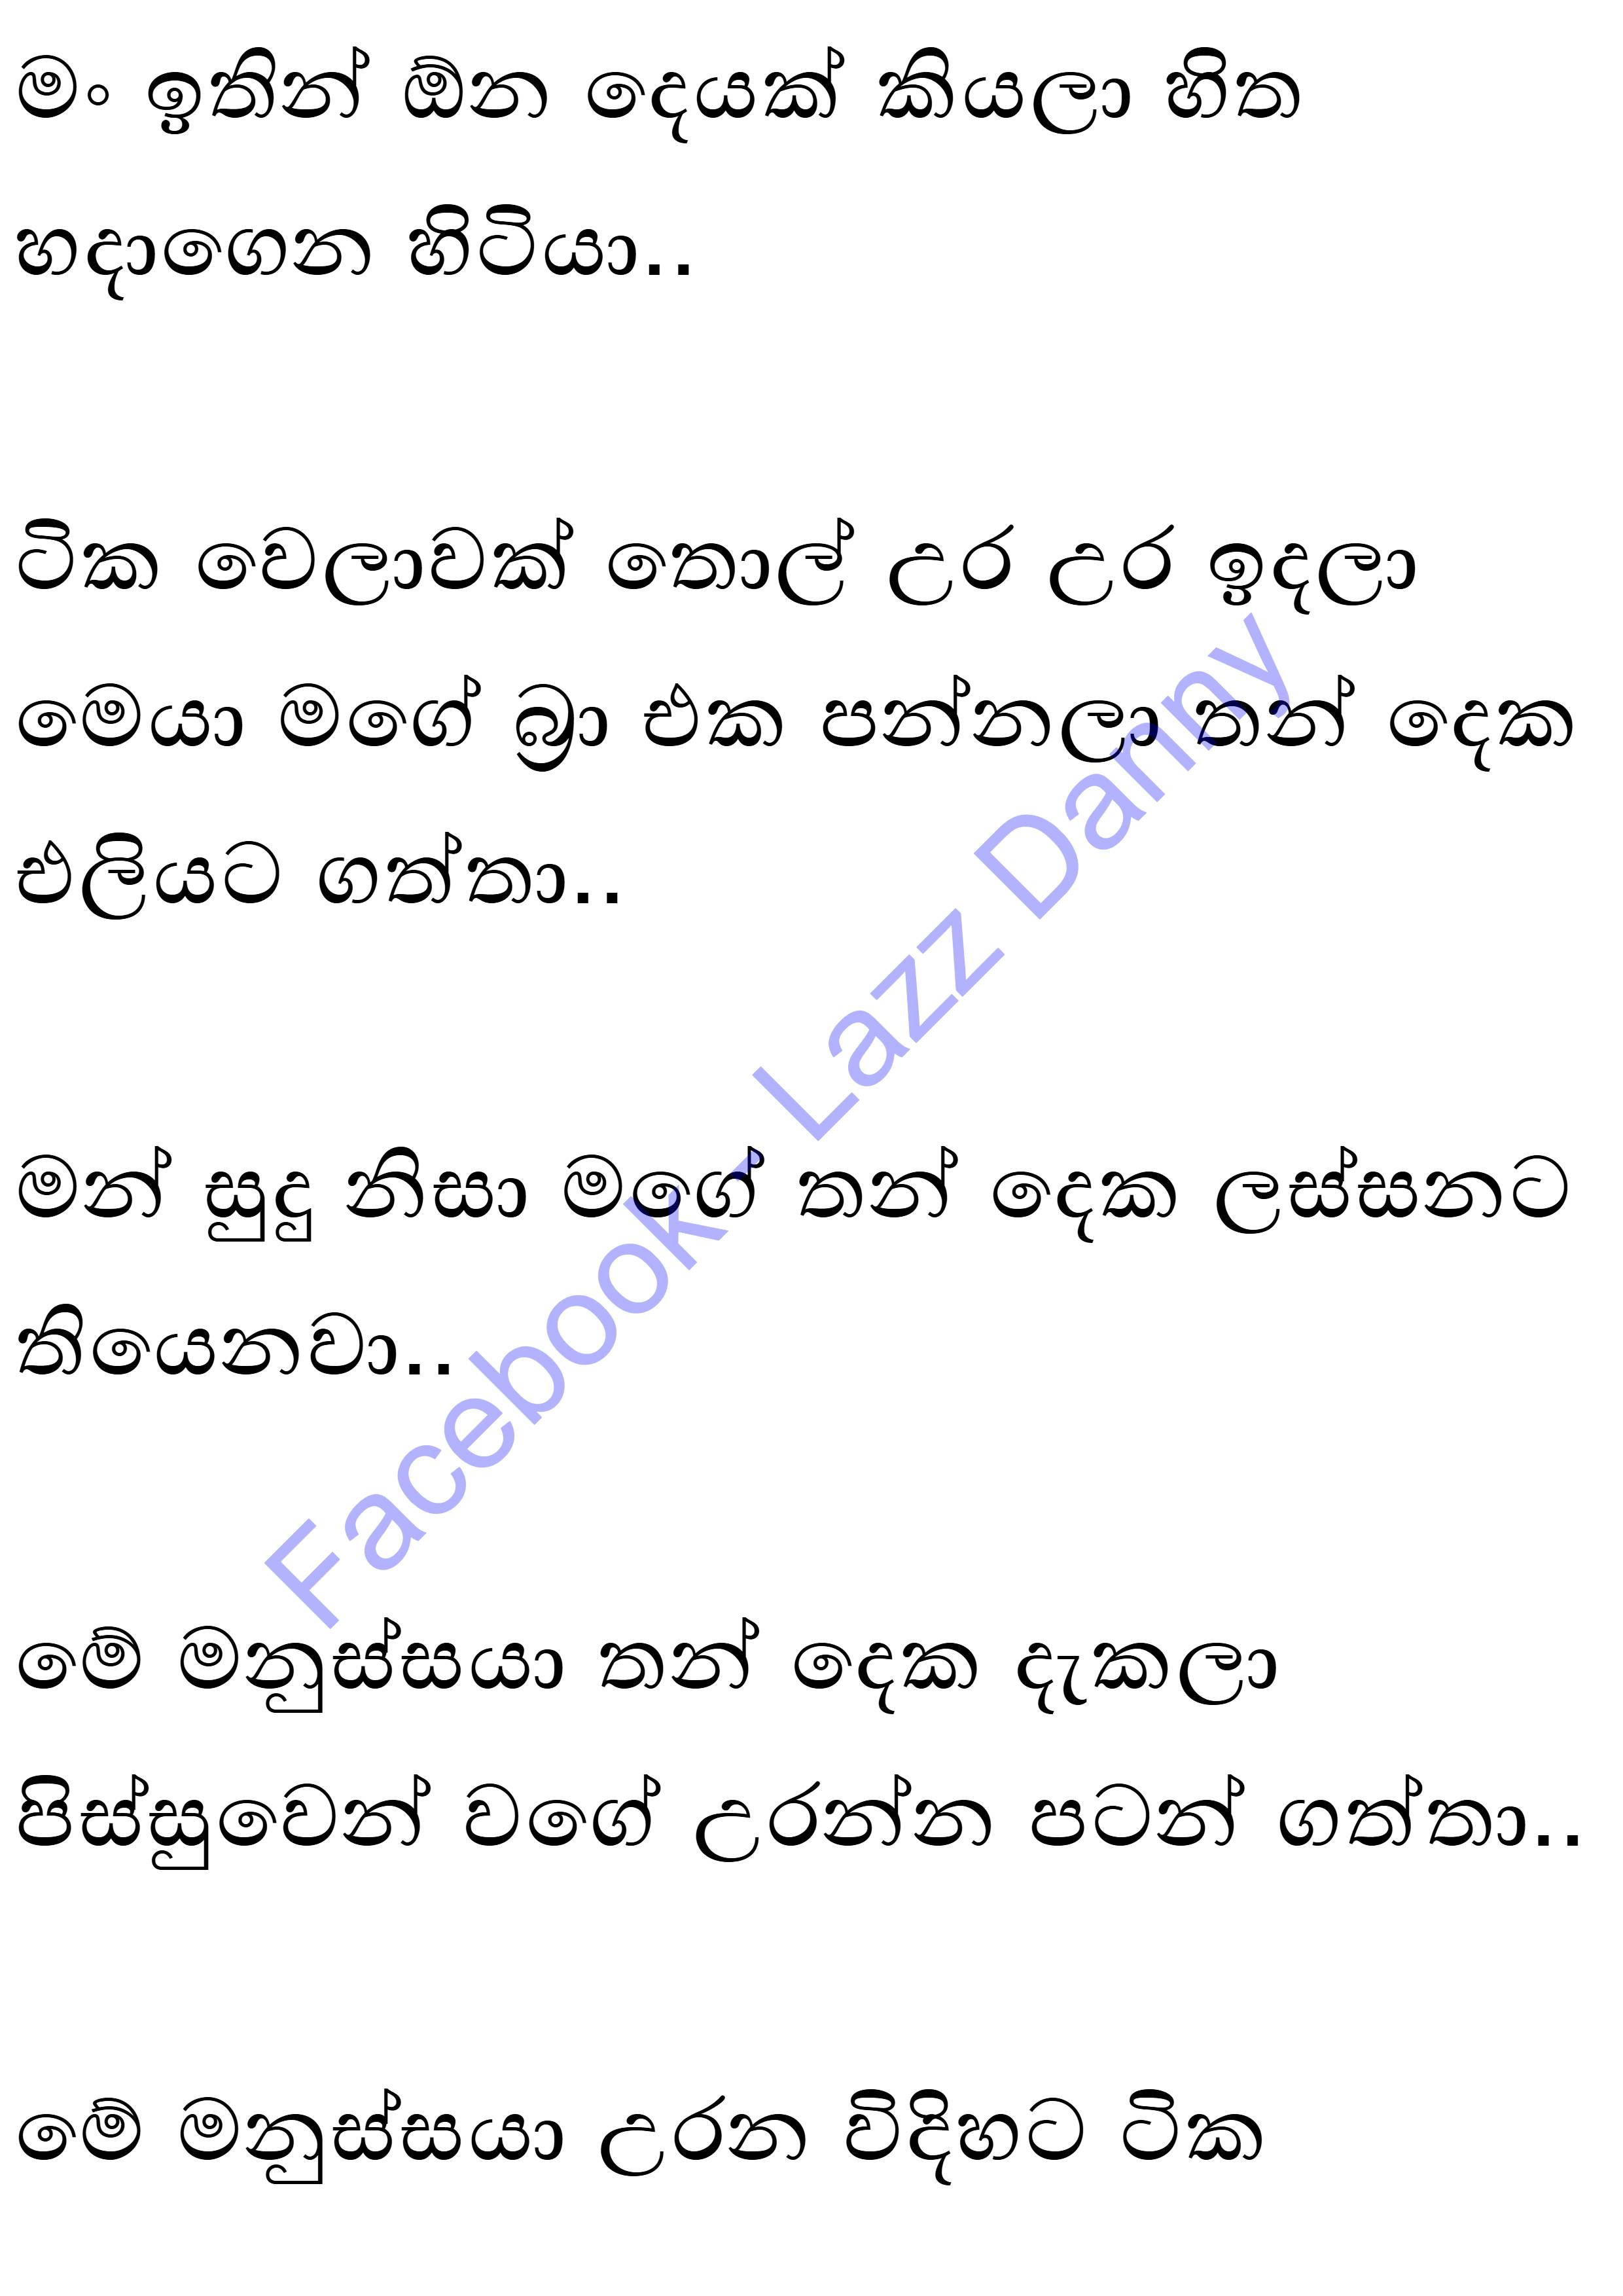 මං ඉතින් ඕන දෙයක් කියලා හිත
හදාගෙන හිටියා..
ටික වෙලාවක් තොල් උර උර ඉදලා
මෙයා මගේ බ්‍රා එක පන්නලා තන් දෙක
එලියට ගත්තා..
මන් සුදු නිසා මගේ තන් දෙක ලස්සනට
තියෙනවා..
මේ මනුස්සයා තන් දෙක දැකලා
පිස්සුවෙන් වගේ උරන්න පටන් ගත්තා..
මේ මනුස්සයා උරන විදිහට ටික
Facebook- Lazz Danny